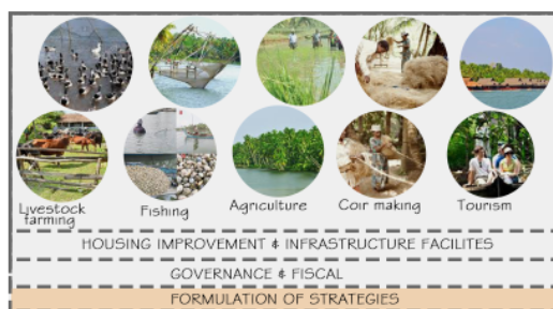 Livestock
farming
Fishing
Agriculture
Coir making
Tourism
HOUSING IMPROVEMENT & INFRASTRUCTURE FACILITES
GOVERNANCE & FISCAL
FORMULATION OF STRATEGIES